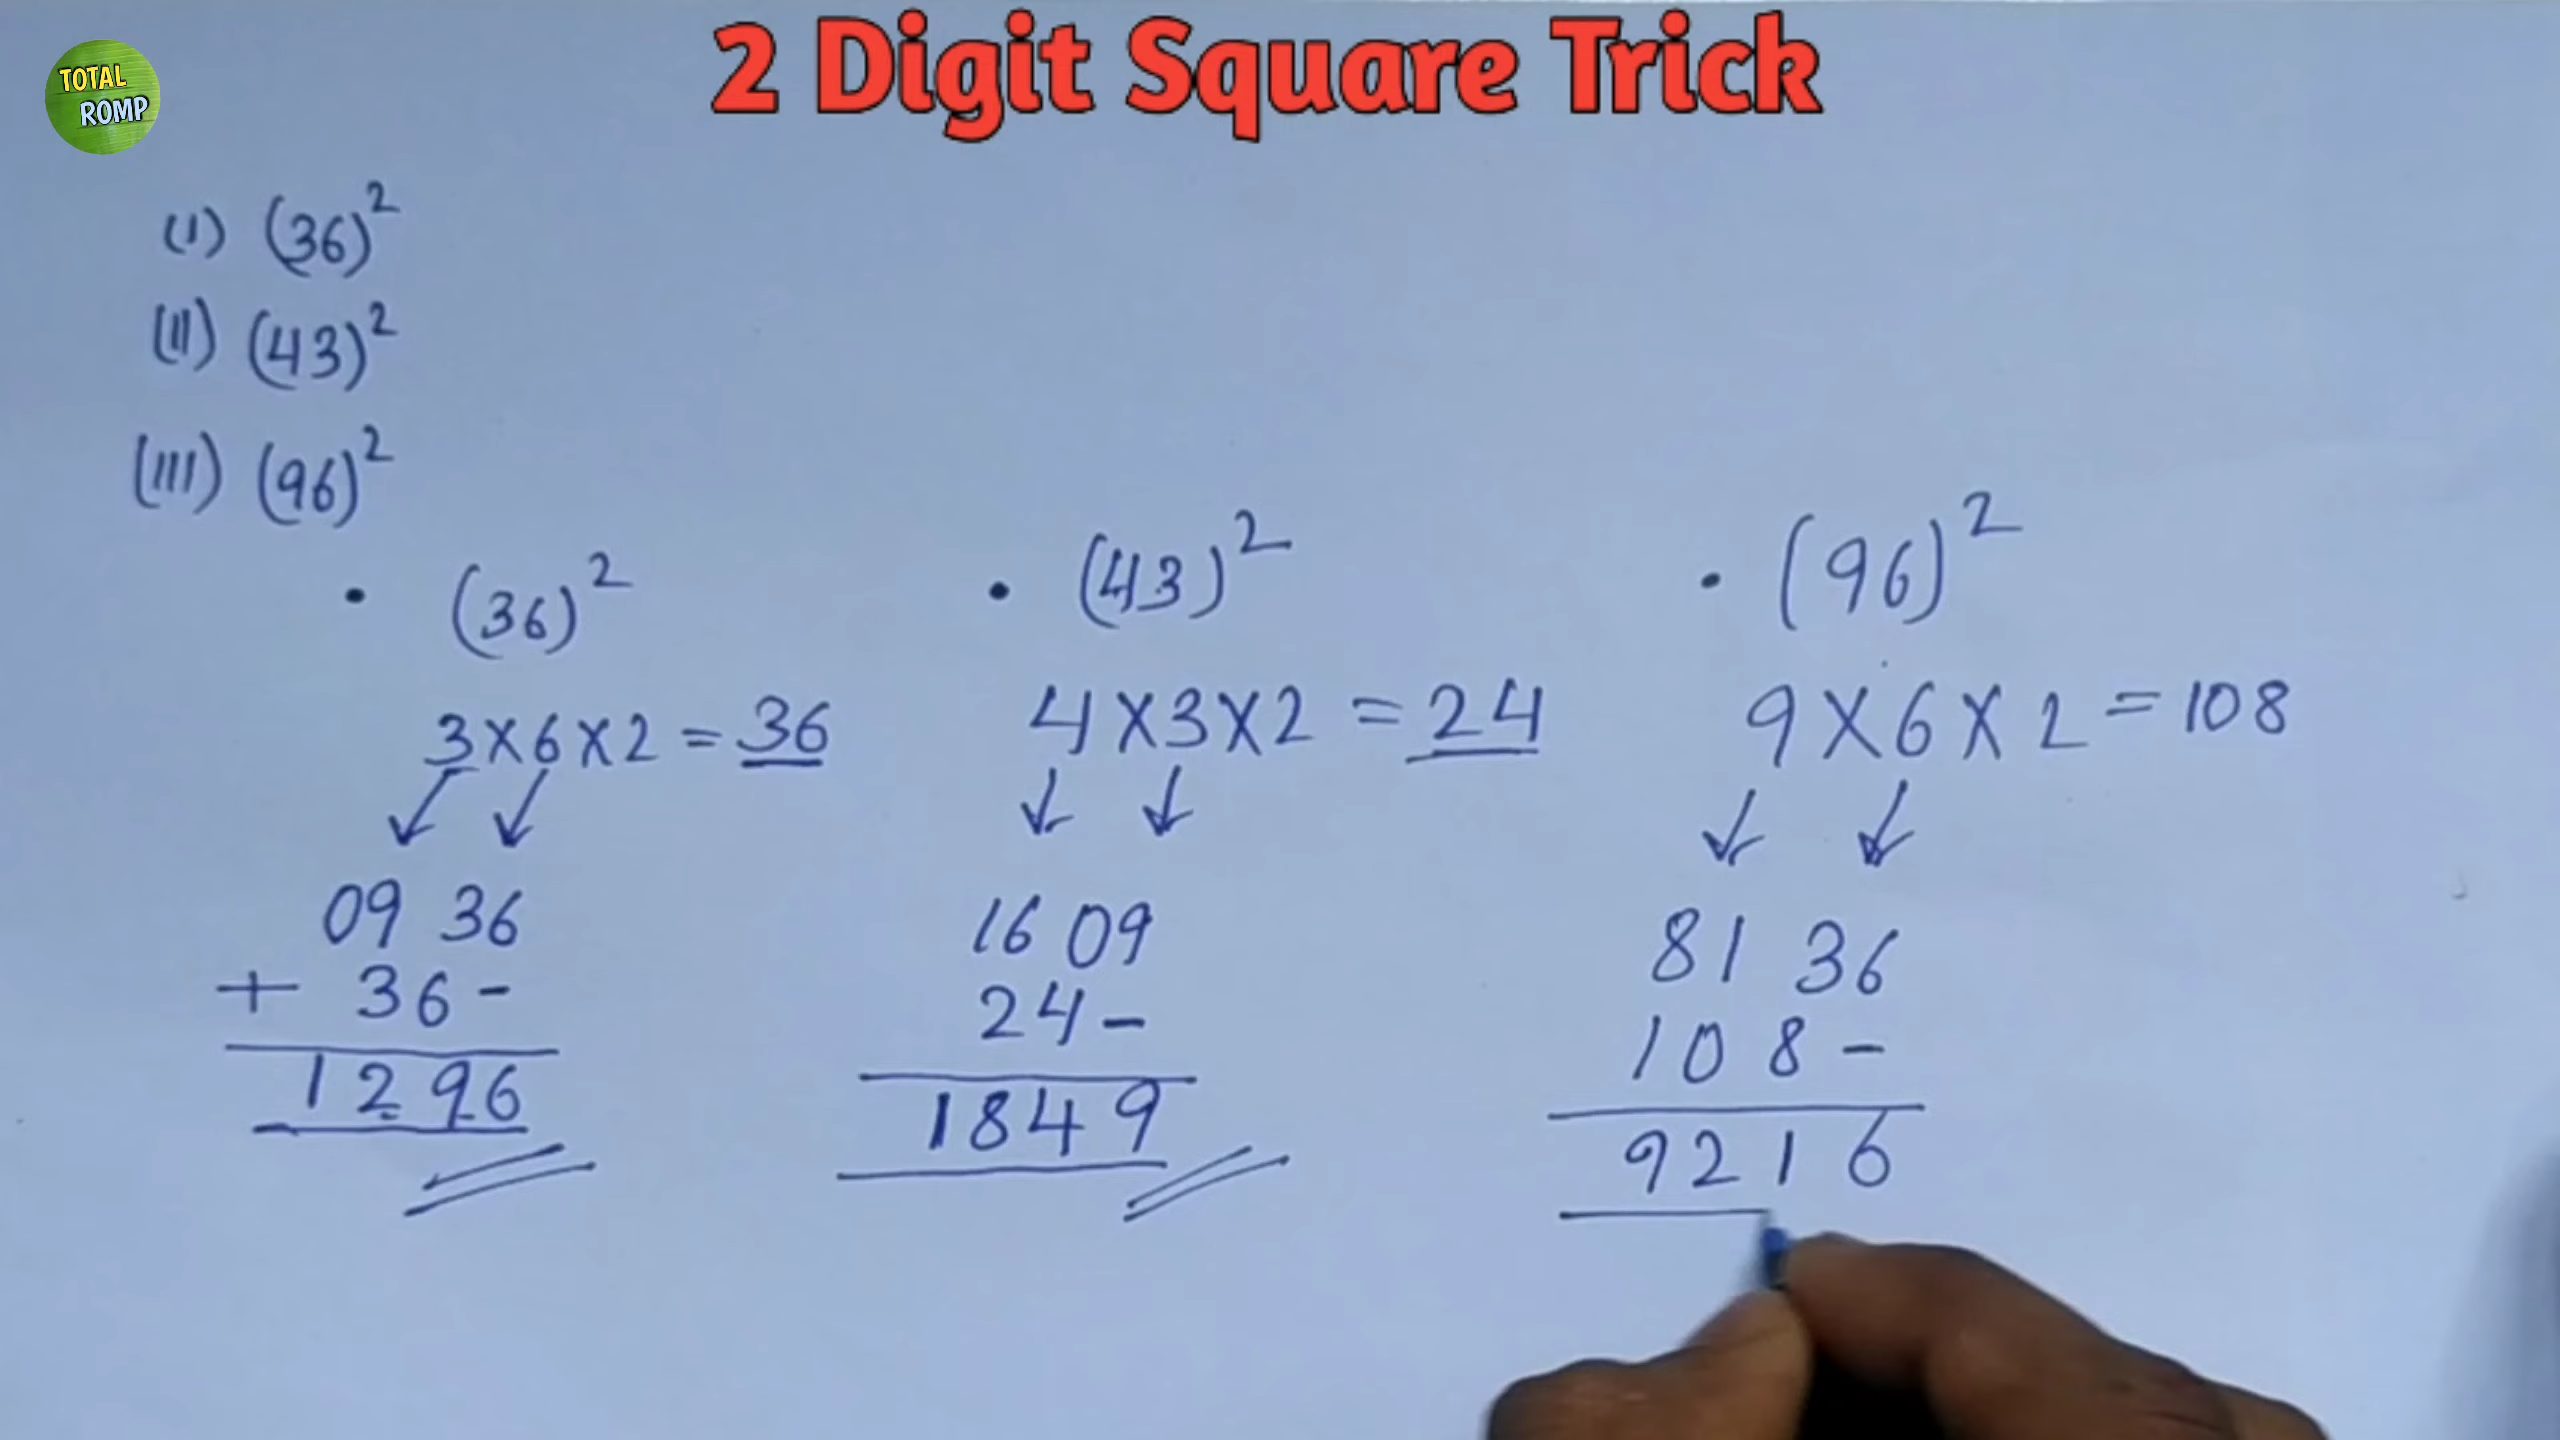 2 Digit Square Trick
TOTAL
ROMP
(I) (36)²
(II) (43)²
(III) (96)²
• (36)²
3×6×2 = 36
↙ ↙
09 36
+ 36 -
1296
• (43)²
4×3×2 = 24
↓ ↓
16 09
24 -
1849
• (96)²
9×6×2 = 108
↓ ↓
81 36
108 -
9216